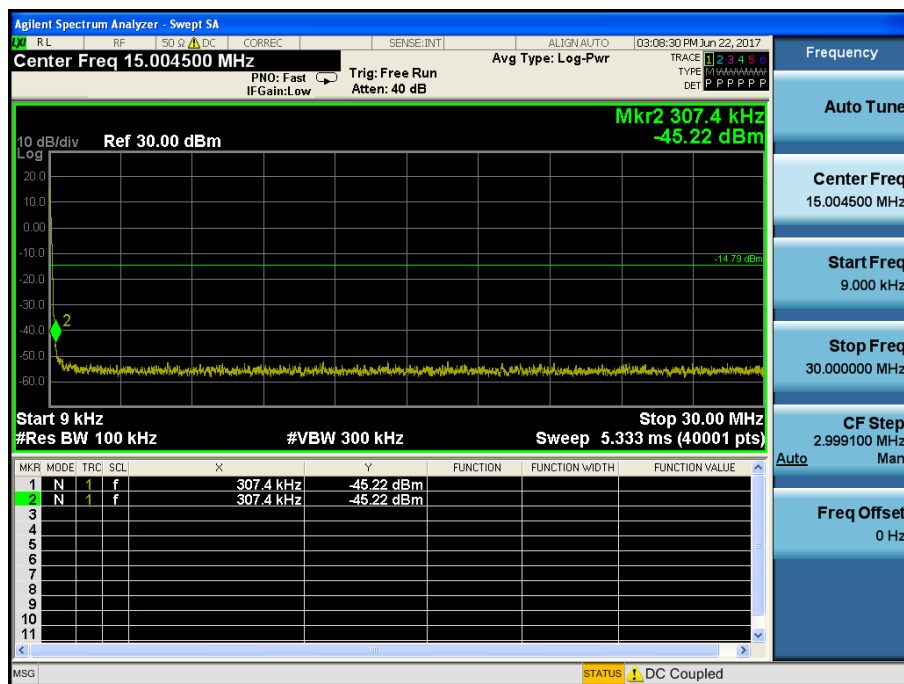 Agilent Spectrum Analyzer - Swept SA
LXI RL RF 50 Ω DC CORREC SENSE:INT ALIGN AUTO 03:08:30 PM Jun 22, 2017
Center Freq 15.004500 MHz
PNO: Fast
IFGain:Low
Trig: Free Run
Atten: 40 dB
Avg Type: Log-Pwr
TRACE 1 2 3 4 5 6
TYPE M W W W W W
DET P P P P P P
Mkr2 307.4 kHz
-45.22 dBm
10 dB/div Ref 30.00 dBm
Log
20.0
10.0
0.00
-10.0
-14.79 dBm
-20.0
-30.0
2
-40.0
-50.0
-60.0
Start 9 kHz Stop 30.00 MHz
#Res BW 100 kHz #VBW 300 kHz Sweep 5.333 ms (40001 pts)
MKR MODE TRC SCL X Y FUNCTION FUNCTION WIDTH FUNCTION VALUE
1 N 1 f 307.4 kHz -45.22 dBm
2 N 1 f 307.4 kHz -45.22 dBm
3
4
5
6
7
8
9
10
11
MSG STATUS DC Coupled
Frequency
Auto Tune
Center Freq
15.004500 MHz
Start Freq
9.000 kHz
Stop Freq
30.000000 MHz
CF Step
2.999100 MHz
Auto Man
Freq Offset
0 Hz